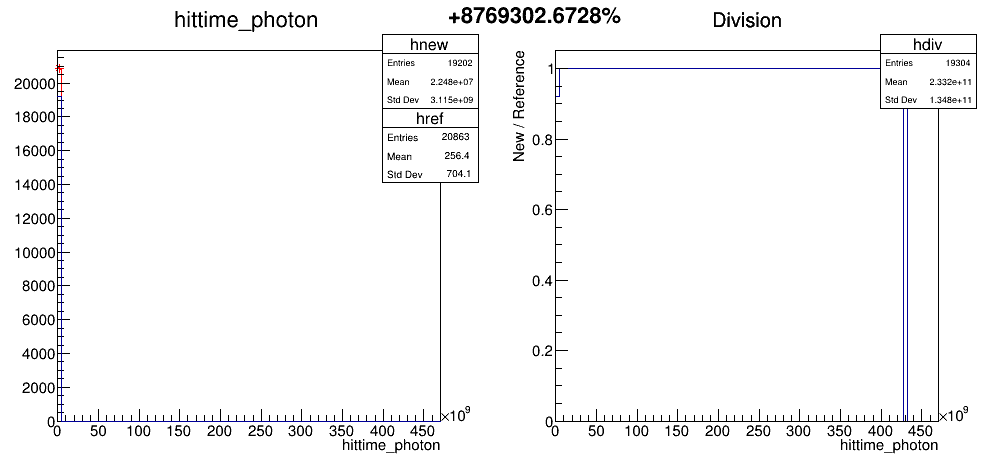 hittime_photon
+8769302.6728%
Division
hnew
Entries 19202
Mean 2.248e+07
Std Dev 3.115e+09
href
Entries 20863
Mean 256.4
Std Dev 704.1
20000
18000
16000
14000
12000
10000
8000
6000
4000
2000
0
0 50 100 150 200 250 300 350 400 450
×10⁹
hittime_photon
hdiv
Entries 19304
Mean 2.332e+11
Std Dev 1.348e+11
New / Reference
1
0.8
0.6
0.4
0.2
0
0 50 100 150 200 250 300 350 400 450
×10⁹
hittime_photon